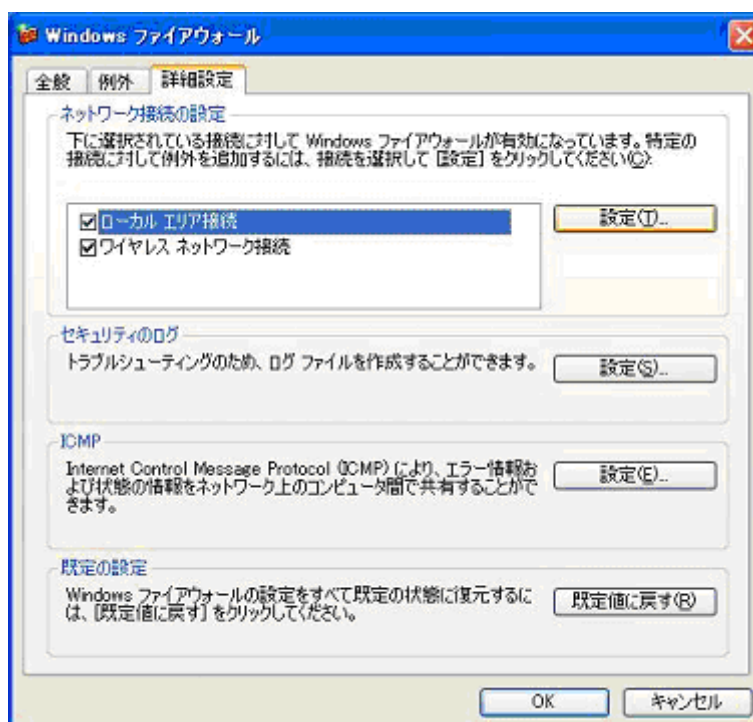 Windows ファイアウォール
全般 例外 詳細設定
ネットワーク接続の設定
下に選択されている接続に対して Windows ファイアウォールが有効になっています。特定の
接続に対して例外を追加するには、接続を選択して [設定] をクリックしてください(C):
ローカル エリア接続
設定(T)...
ワイヤレス ネットワーク接続
セキュリティのログ
トラブルシューティングのため、ログ ファイルを作成することができます。
設定(S)...
ICMP
Internet Control Message Protocol (ICMP) により、エラー情報お
よび状態の情報をネットワーク上のコンピュータ間で共有することがで
きます。
設定(E)...
既定の設定
Windows ファイアウォールの設定をすべて既定の状態に復元するに
は、[既定値に戻す] をクリックしてください。
既定値に戻す(R)
OK キャンセル